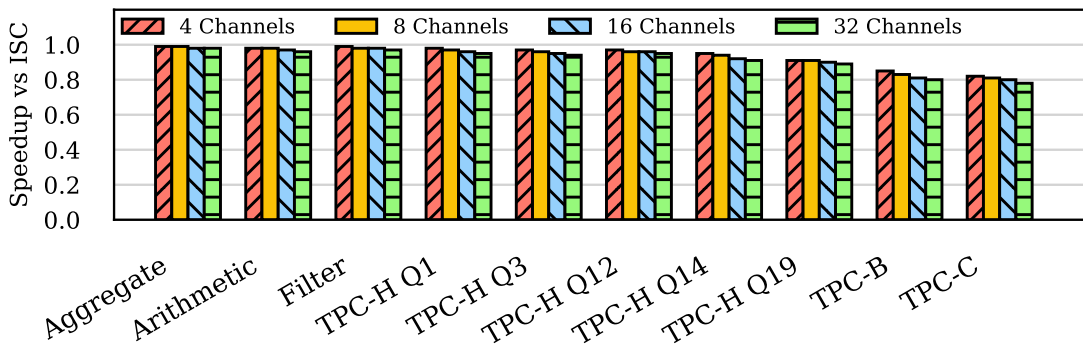 4 Channels 8 Channels 16 Channels 32 Channels
Speedup vs ISC
1.0
0.8
0.6
0.4
0.2
0.0
Aggregate
Arithmetic
Filter
TPC-H Q1
TPC-H Q3
TPC-H Q12
TPC-H Q14
TPC-H Q19
TPC-B
TPC-C